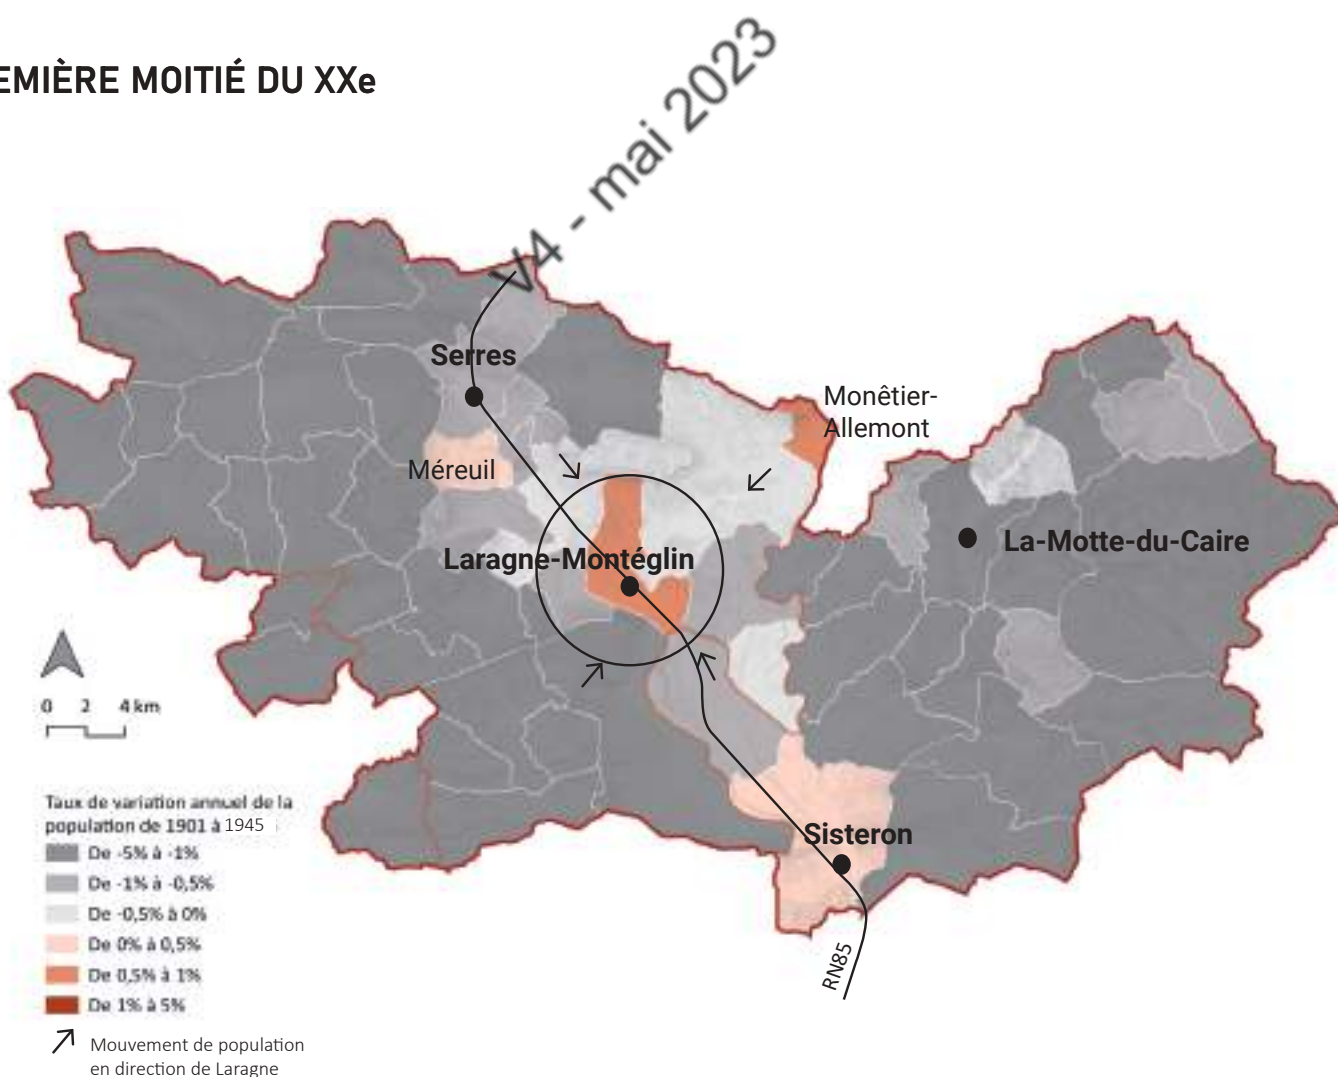 EMIÈRE MOITIÉ DU XXe
V4 - mai 2023
Serres
Monêtier-
Allemont
Méreuil
La-Motte-du-Caire
Laragne-Montéglin
0 2 4 km
Sisteron
RN85
Taux de variation annuel de la
population de 1901 à 1945
De -5% à -1%
De -1% à -0,5%
De -0,5% à 0%
De 0% à 0,5%
De 0,5% à 1%
De 1% à 5%
Mouvement de population
en direction de Laragne